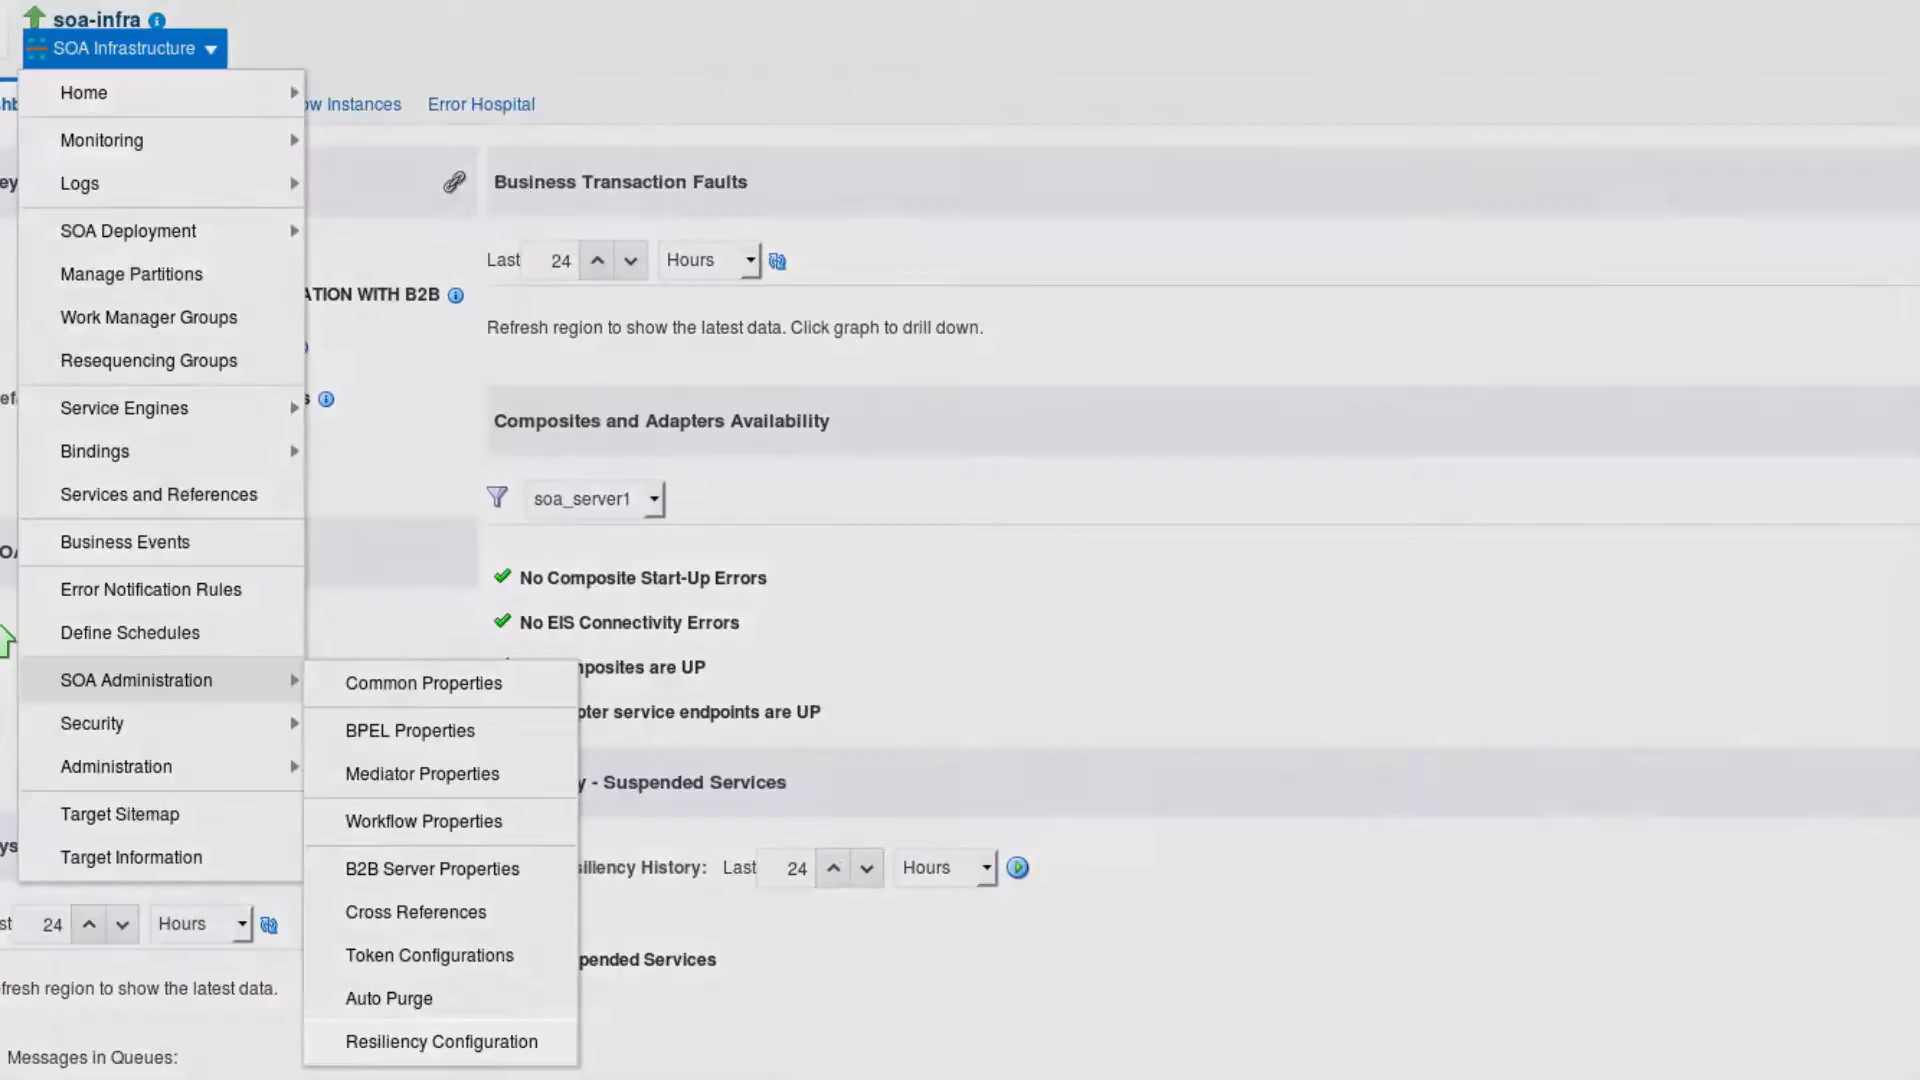 soa-infra
SOA Infrastructure
Home
Monitoring
Logs
SOA Deployment
Manage Partitions
Work Manager Groups
Resequencing Groups
Service Engines
Bindings
Services and References
Business Events
Error Notification Rules
Define Schedules
SOA Administration
Security
Administration
Target Sitemap
Target Information
Common Properties
BPEL Properties
Mediator Properties
Workflow Properties
B2B Server Properties
Cross References
Token Configurations
Auto Purge
Resiliency Configuration
ow Instances Error Hospital
ATION WITH B2B
Business Transaction Faults
Last 24 Hours
Refresh region to show the latest data. Click graph to drill down.
Composites and Adapters Availability
soa_server1
No Composite Start-Up Errors
No EIS Connectivity Errors
mposites are UP
pter service endpoints are UP
y - Suspended Services
siliency History: Last 24 Hours
pended Services
st 24 Hours
fresh region to show the latest data.
Messages in Queues: